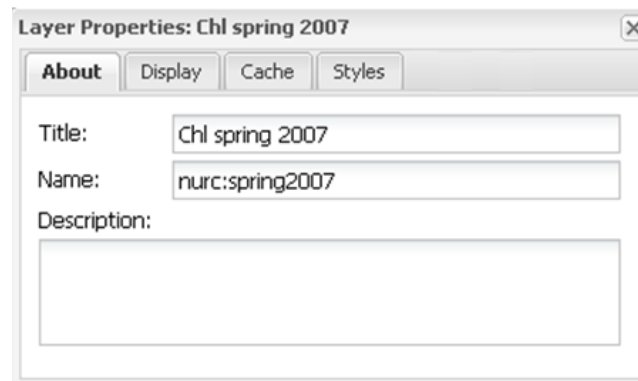 Layer Properties: Chl spring 2007
About Display Cache Styles
Title: Chl spring 2007
Name: nurc:spring2007
Description: